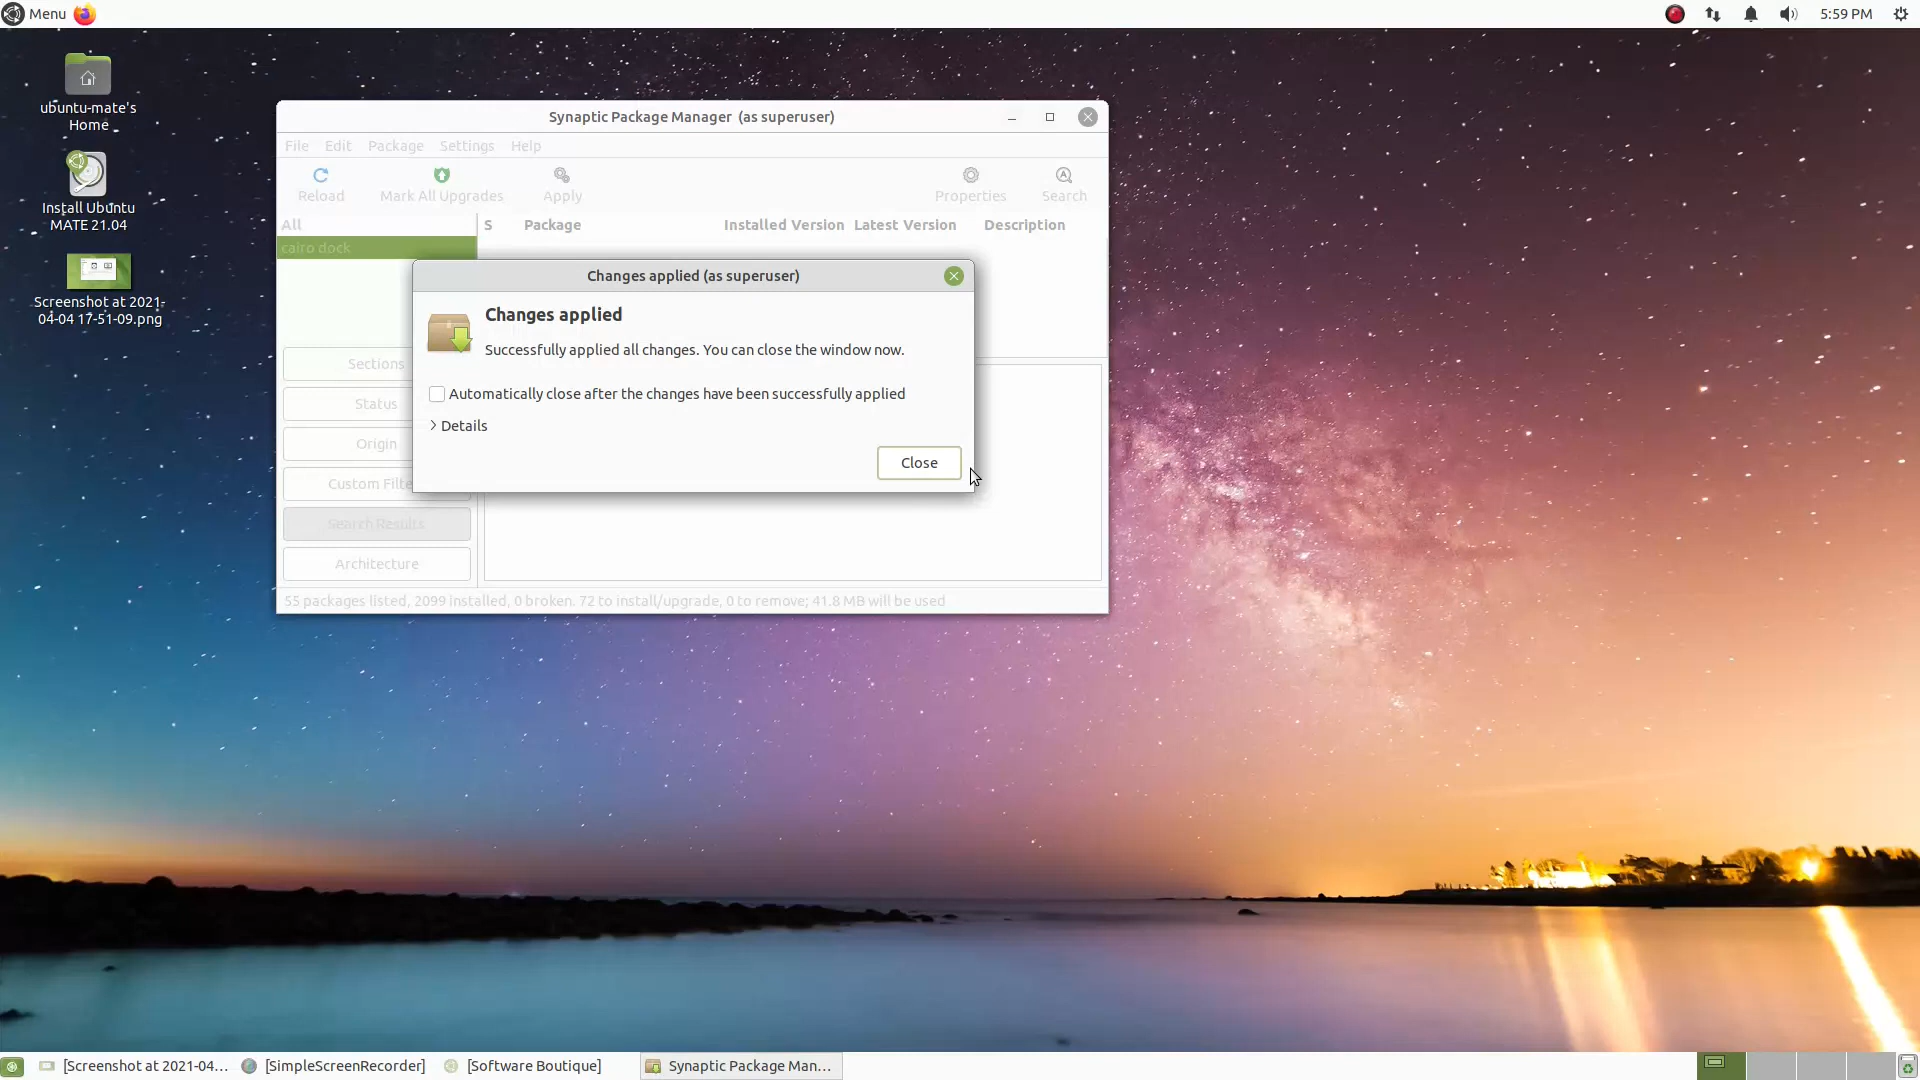 Menu
5:59 PM
ubuntu-mate's
Home
Install Ubuntu
MATE 21.04
Screenshot at 2021-
04-04 17-51-09.png
Synaptic Package Manager (as superuser)
File Edit Package Settings Help
Reload Mark All Upgrades Apply Properties Search
All
S Package Installed Version Latest Version Description
cairo dock
Changes applied (as superuser)
Changes applied
Successfully applied all changes. You can close the window now.
Automatically close after the changes have been successfully applied
Details
Close
Sections
Status
Origin
Custom Filte
Search Results
Architecture
55 packages listed, 2099 installed, 0 broken. 72 to install/upgrade, 0 to remove; 41.8 MB will be used
[Screenshot at 2021-04... [SimpleScreenRecorder] [Software Boutique] Synaptic Package Man...